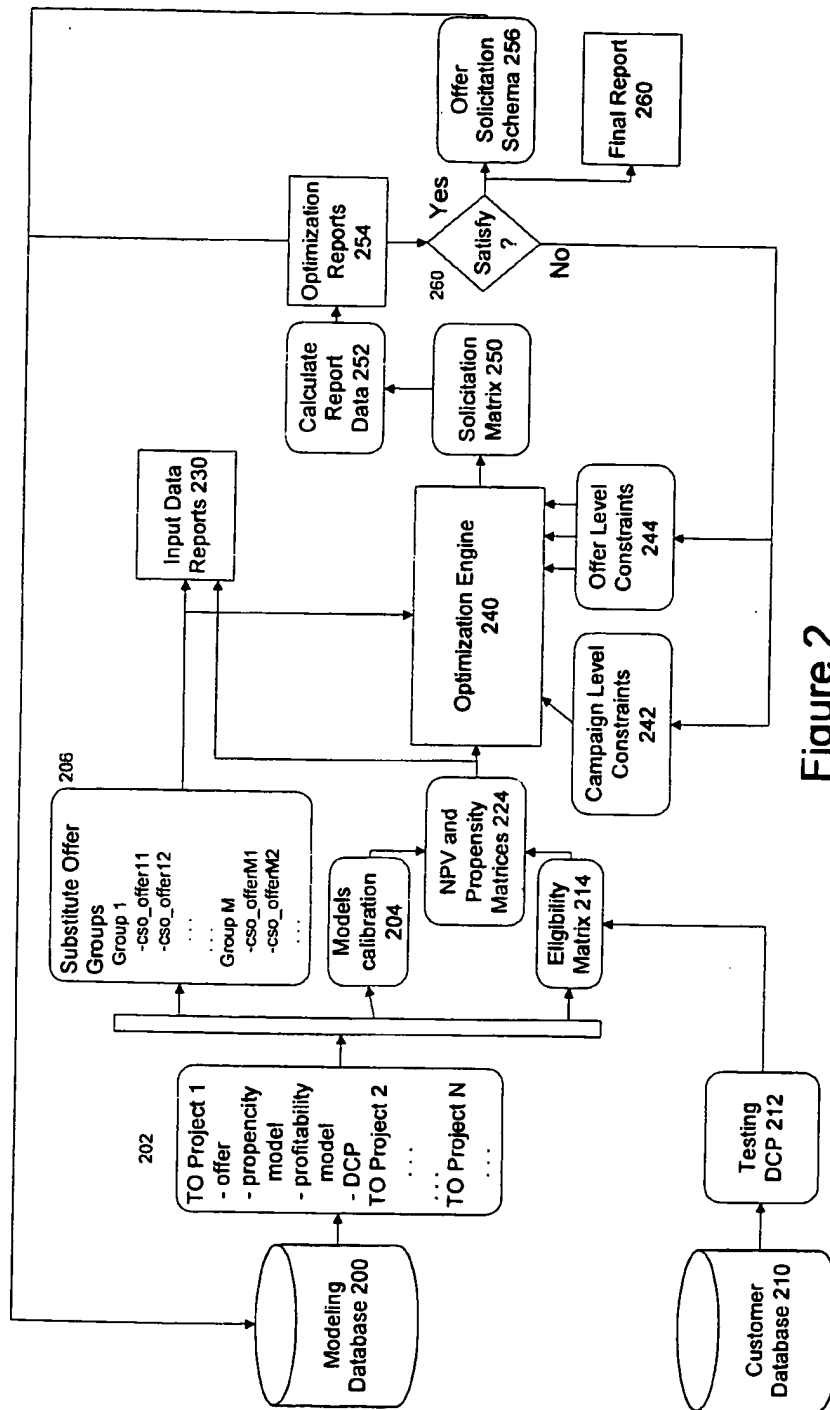 Modeling
Database 200
Customer
Database 210
202
TO Project 1
- offer
- propencity
model
- profitability
model
- DCP
TO Project 2
. . .
...
TO Project N
. . .
Testing
DCP 212
206
Substitute Offer
Groups
Group 1
-cso_offer11
-cso_offer12
. . .
. . .
Group M
-cso_offerM1
-cso_offerM2
. . .
Models
calibration
204
Eligibility
Matrix 214
NPV and
Propensity
Matrices 224
Input Data
Reports 230
Optimization Engine
240
Campaign Level
Constraints
242
Offer Level
Constraints
244
Solicitation
Matrix 250
Calculate
Report
Data 252
Optimization
Reports
254
260
Satisfy
?
Yes
No
Offer
Solicitation
Schema 256
Final Report
260
Figure 2